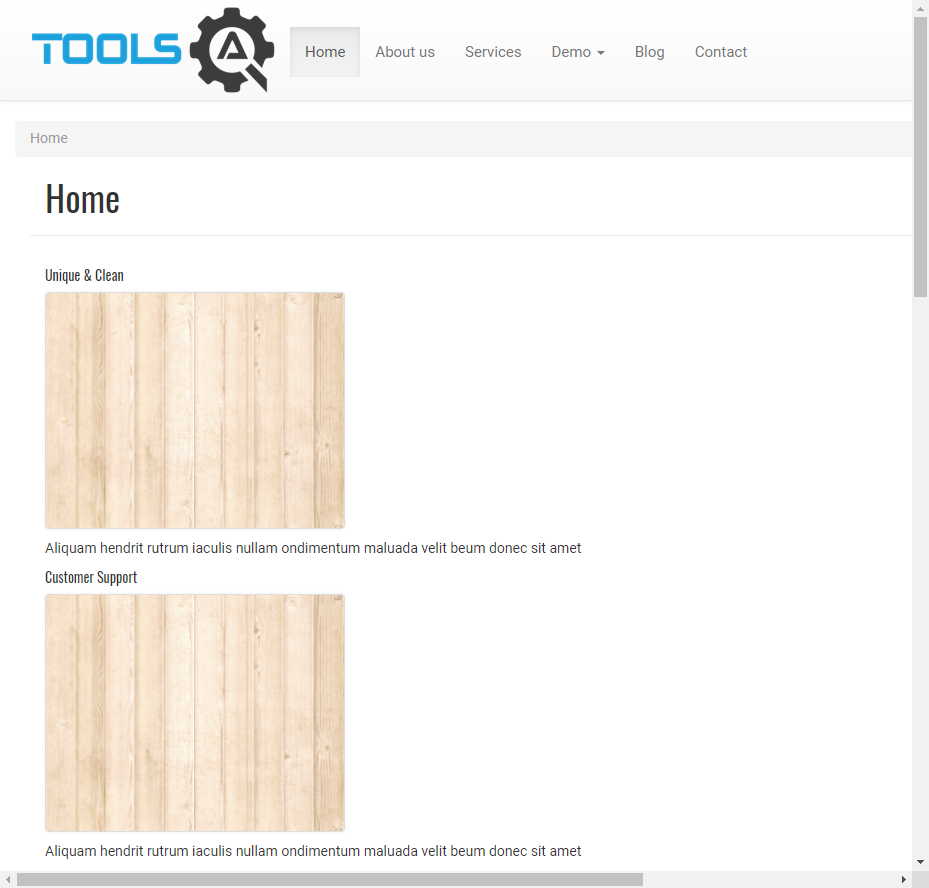 TOOLS QA
Home About us Services Demo Blog Contact
Home
Home
Unique & Clean
Aliquam hendrit rutrum iaculis nullam ondimentum maluada velit beum donec sit amet
Customer Support
Aliquam hendrit rutrum iaculis nullam ondimentum maluada velit beum donec sit amet